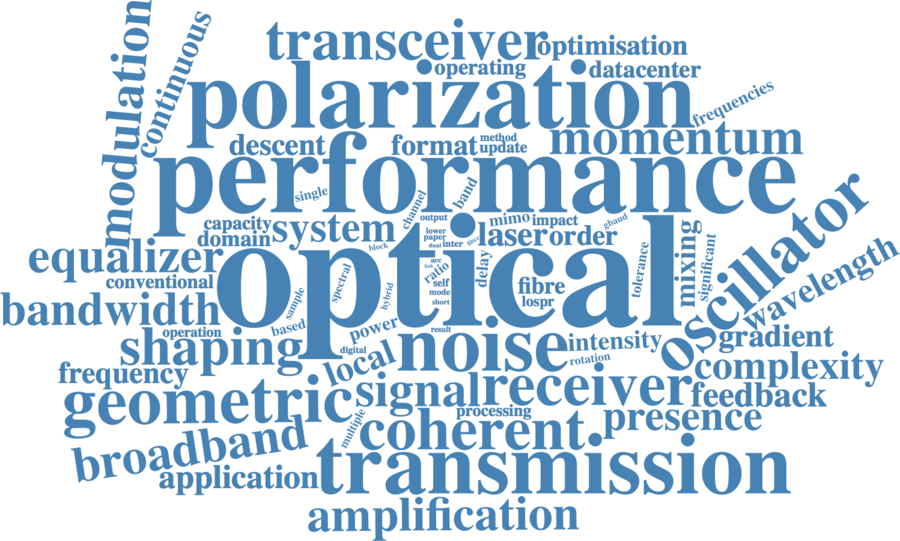 modulation
continuous
transceiver
optimisation
operating
datacenter
polarization
frequencies
descent
format
method
update
momentum
performance
single
channel
band
capacity
domain
system
block
output
lower
paper
dual
inter
mimo
impact
gbaud
laser
order
equalizer
conventional
optical
acc
ratio
self
mode
short
delay
fibre
lospr
tolerance
mixing
significant
oscillator
wavelength
bandwidth
operation
sample
based
spectral
hybrid
power
result
digital
shaping
local
noise
intensity
rotation
gradient
complexity
frequency
geometric
signal
receiver
feedback
processing
presence
multiple
coherent
broadband
application
transmission
amplification